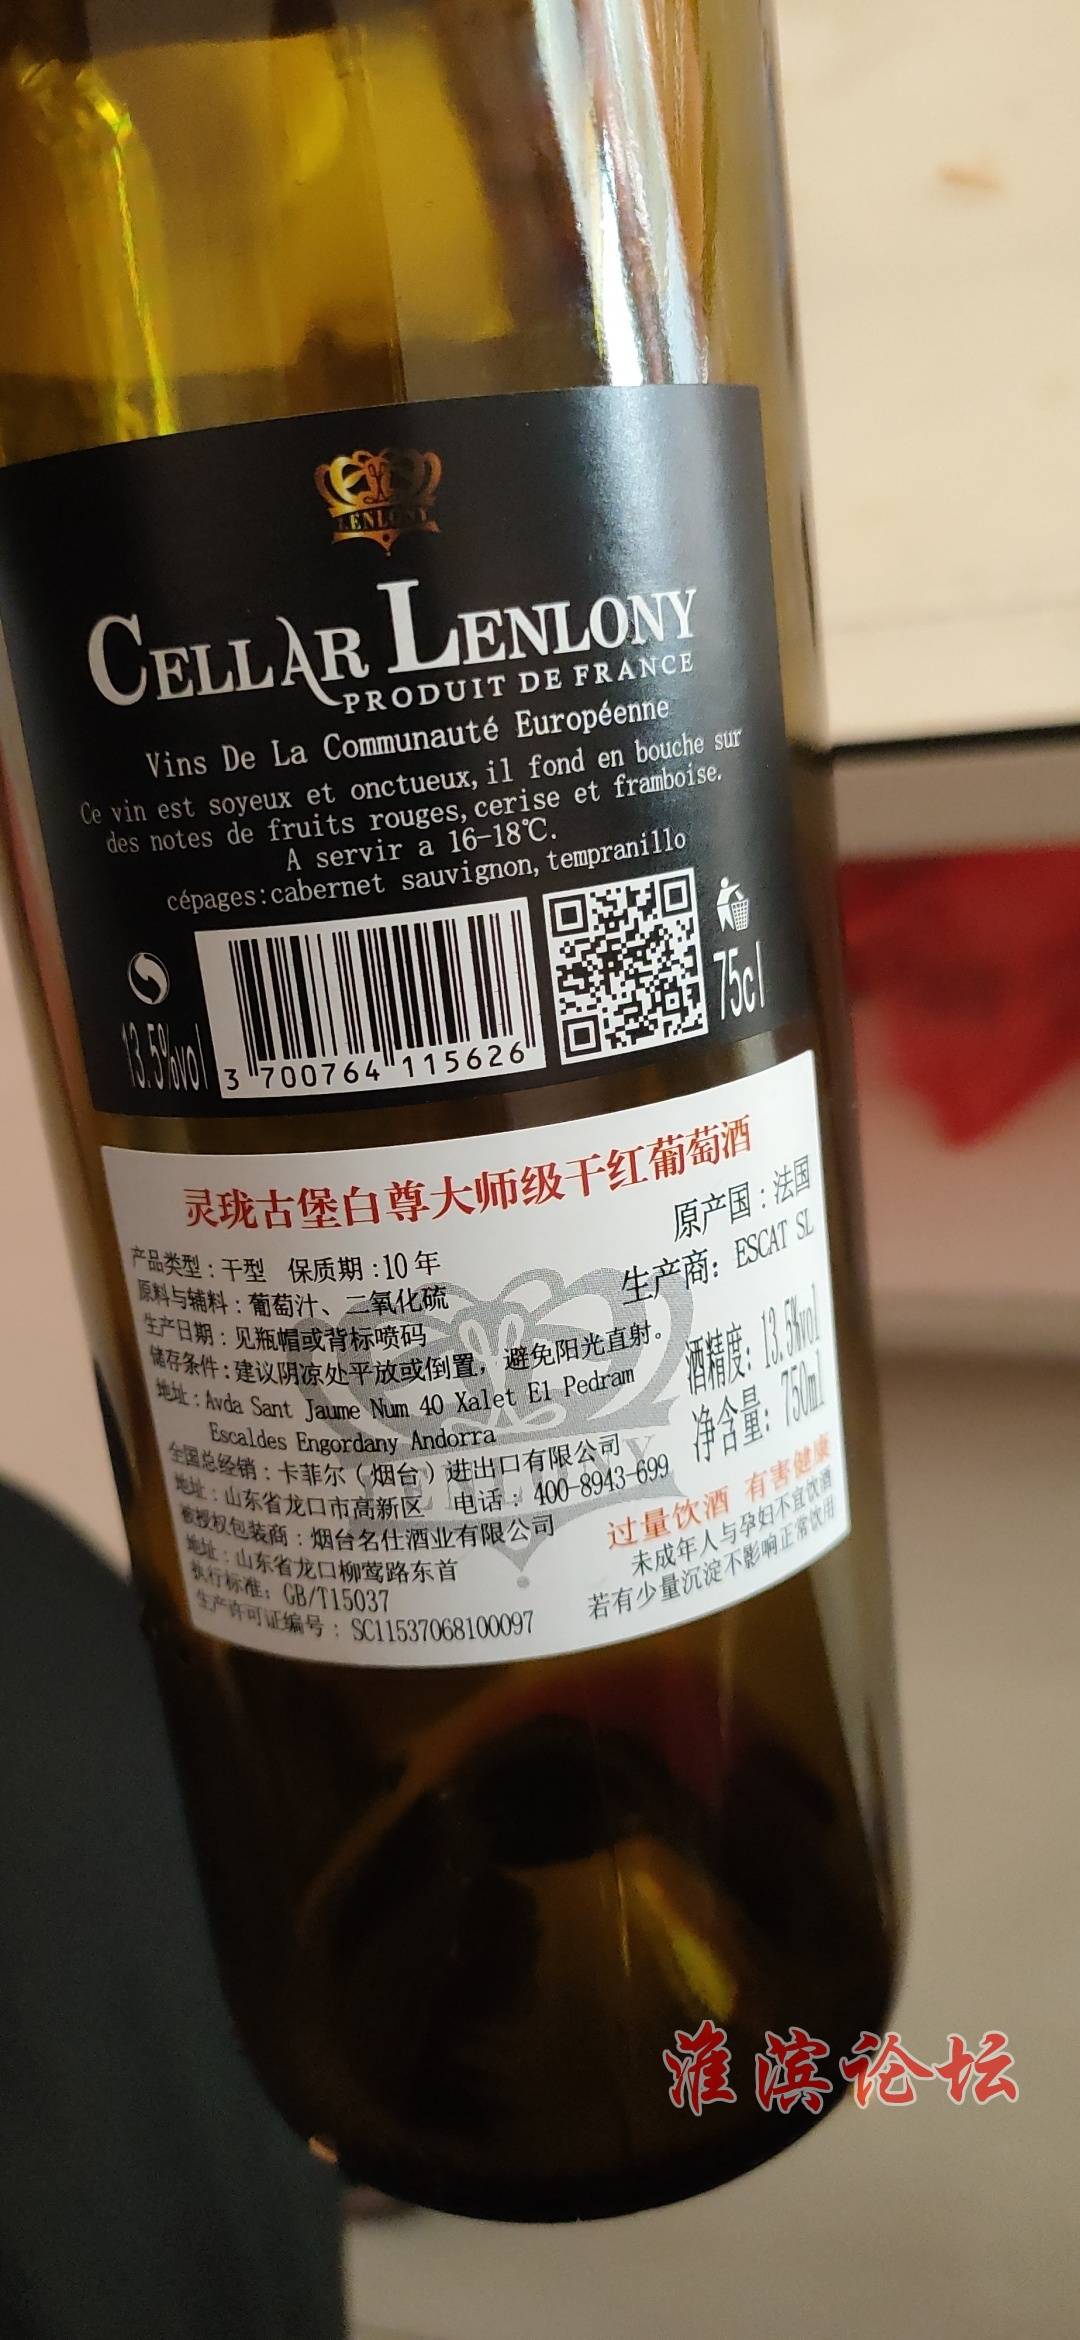 LENLONY
CELLAR LENLONY
PRODUIT DE FRANCE
Vins De La Communauté Européenne
Ce vin est soyeux et onctueux, il fond en bouche sur
des notes de fruits rouges, cerise et framboise.
A servir a 16-18℃.
cépages:cabernet sauvignon, tempranillo
13.5%vol
3 700764 115626
75cl
灵珑古堡白尊大师级干红葡萄酒
产品类型：干型 保质期：10年
原产国：法国
原料与辅料：葡萄汁、二氧化硫
生产商：ESCAT SL
生产日期：见瓶帽或背标喷码
储存条件：建议阴凉处平放或倒置，避免阳光直射。
酒精度：13.5%vol
地址：Avda Sant Jaume Num 40 Xalet El Pedram
Escaldes Engordany Andorra
净含量：750ml
全国总经销：卡菲尔（烟台）进出口有限公司
地址：山东省龙口市高新区 电话：400-8943-699
被授权包装商：烟台名仕酒业有限公司
地址：山东省龙口柳莺路东首
执行标准：GB/T15037
生产许可证编号：SC11537068100097
过量饮酒 有害健康
未成年人与孕妇不宜饮酒
若有少量沉淀不影响正常饮用
LENLONY
淮滨论坛